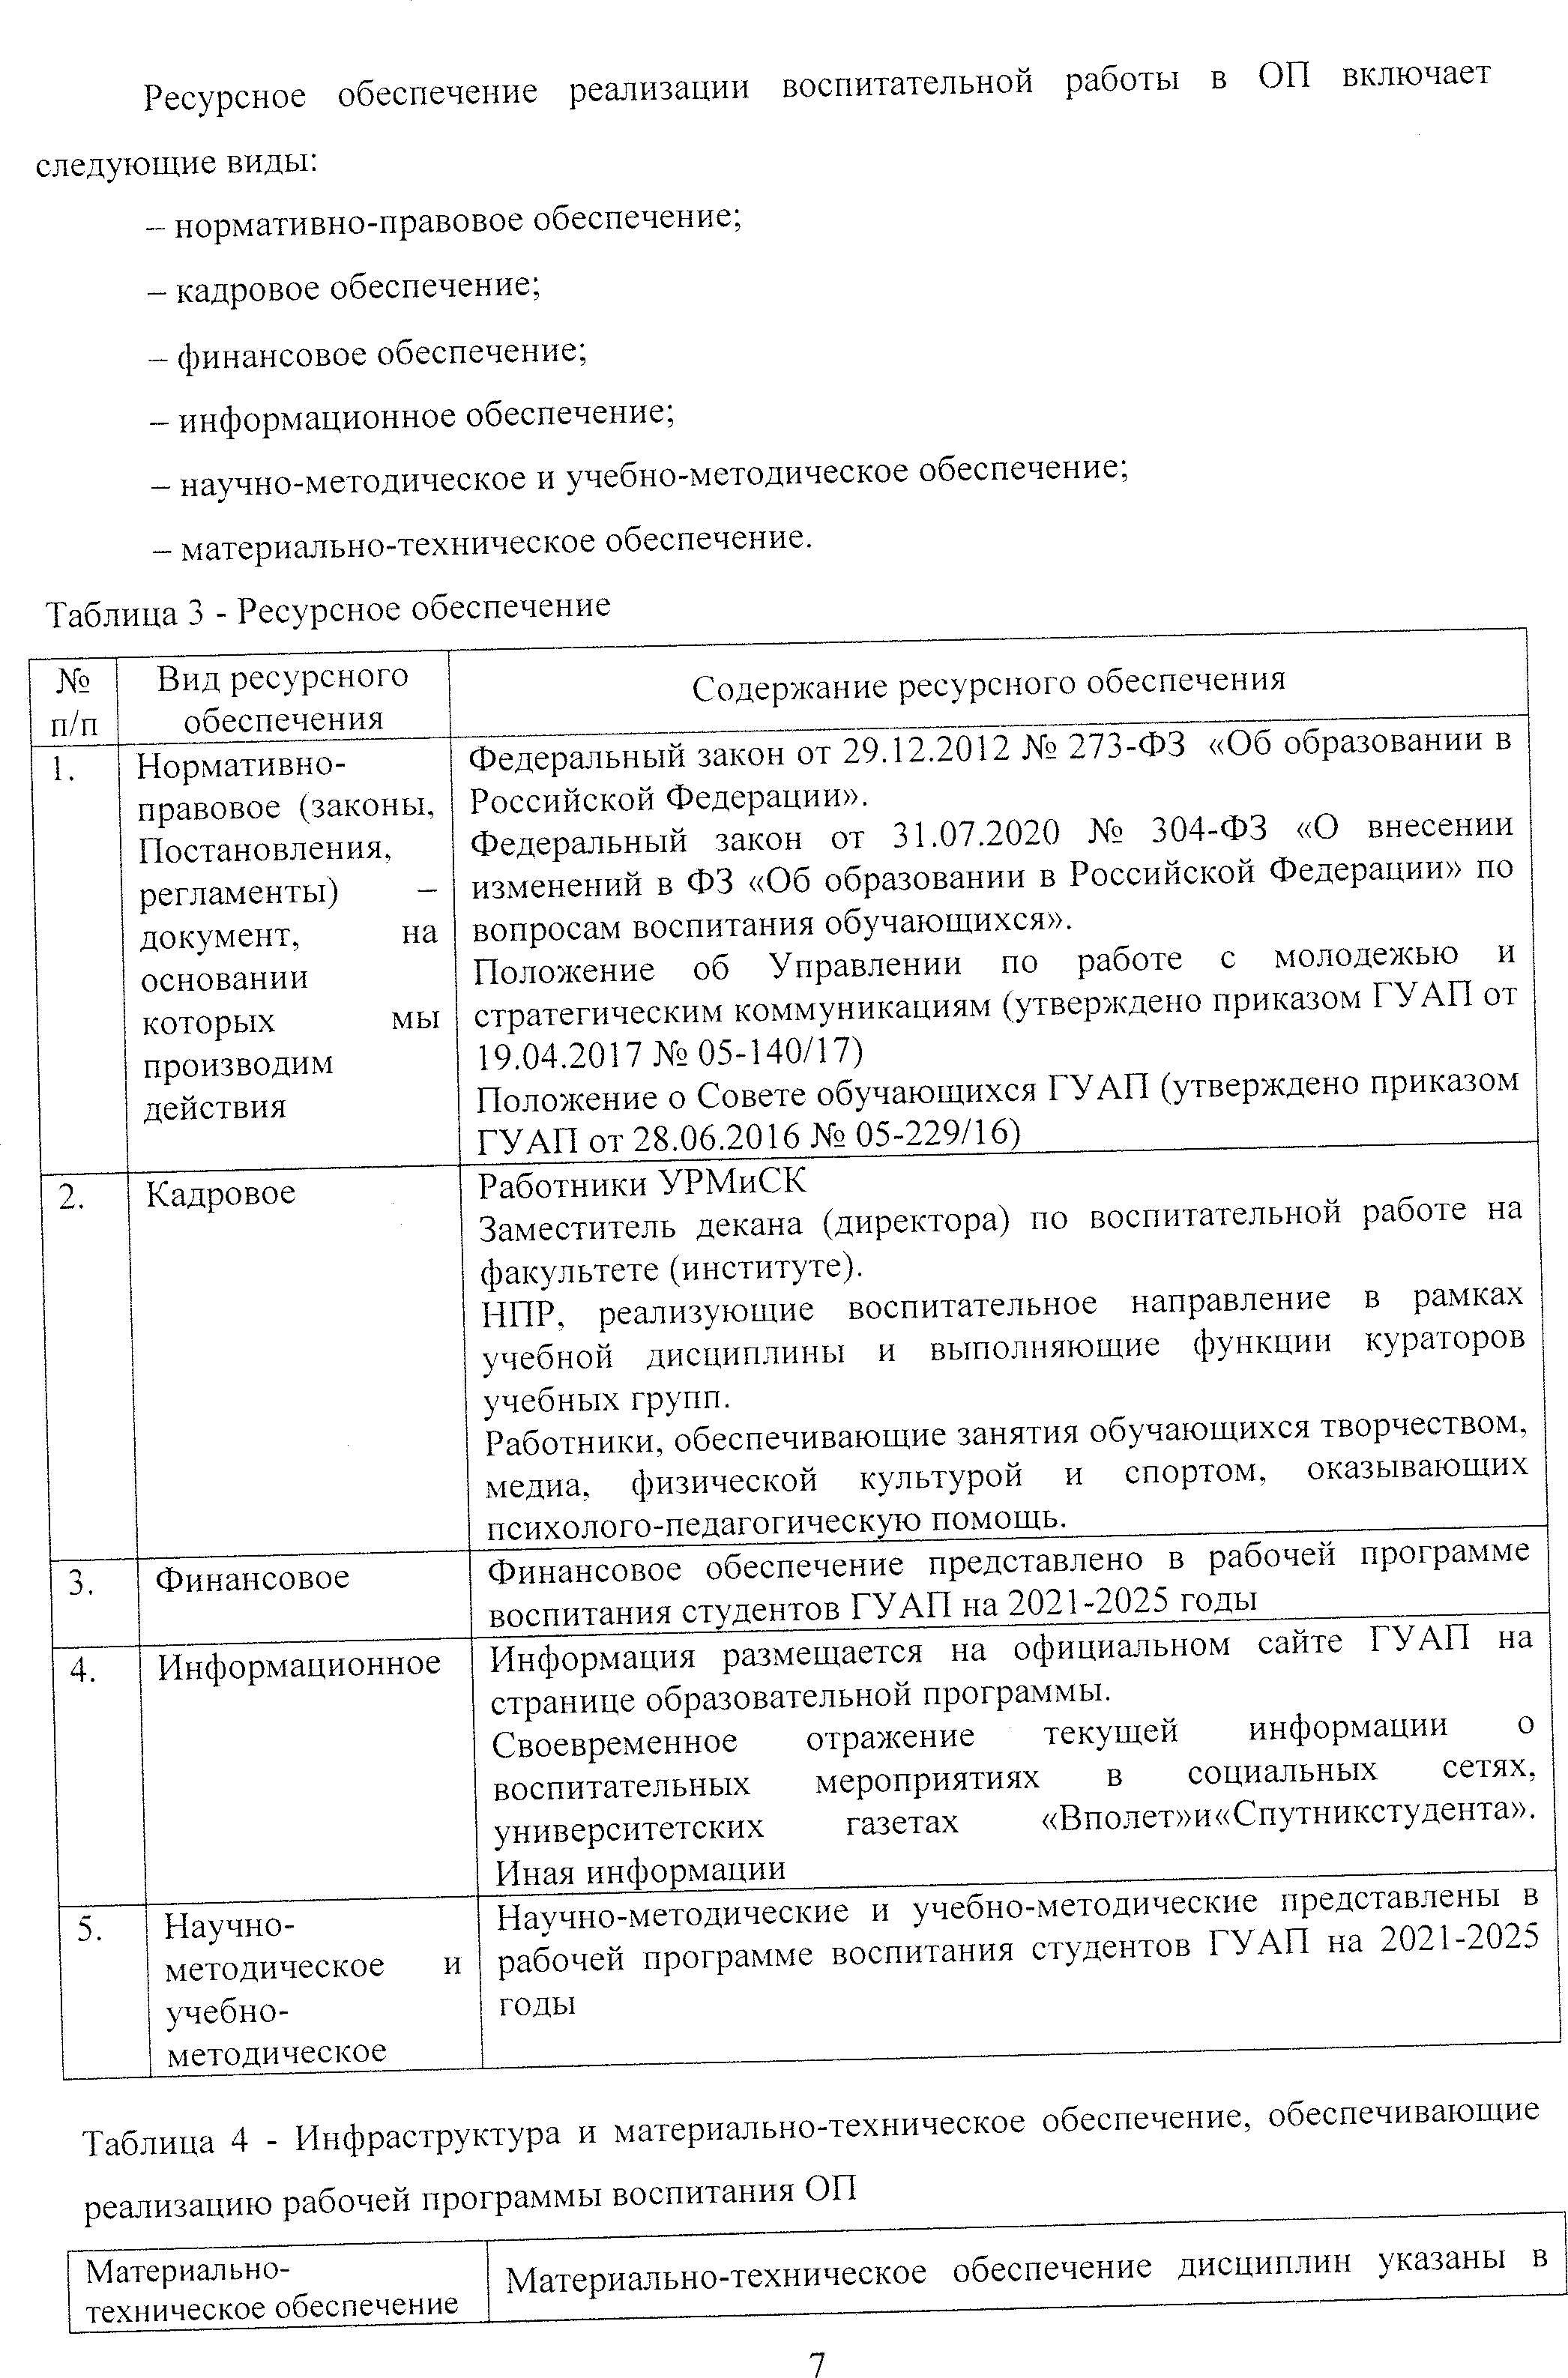 Ресурсное обеспечение реализации воспитательной работы в ОП включает
следующие виды:
– нормативно-правовое обеспечение;
– кадровое обеспечение;
– финансовое обеспечение;
– информационное обеспечение;
– научно-методическое и учебно-методическое обеспечение;
– материально-техническое обеспечение.
Таблица 3 - Ресурсное обеспечение
№
п/п
Вид ресурсного
обеспечения
Содержание ресурсного обеспечения
1.
Нормативно-
правовое (законы,
Постановления,
регламенты) –
документ, на
основании
которых мы
производим
действия
Федеральный закон от 29.12.2012 № 273-ФЗ «Об образовании в
Российской Федерации».
Федеральный закон от 31.07.2020 № 304-ФЗ «О внесении
изменений в ФЗ «Об образовании в Российской Федерации» по
вопросам воспитания обучающихся».
Положение об Управлении по работе с молодежью и
стратегическим коммуникациям (утверждено приказом ГУАП от
19.04.2017 № 05-140/17)
Положение о Совете обучающихся ГУАП (утверждено приказом
ГУАП от 28.06.2016 № 05-229/16)
2.
Кадровое
Работники УРМиСК
Заместитель декана (директора) по воспитательной работе на
факультете (институте).
НПР, реализующие воспитательное направление в рамках
учебной дисциплины и выполняющие функции кураторов
учебных групп.
Работники, обеспечивающие занятия обучающихся творчеством,
медиа, физической культурой и спортом, оказывающих
психолого-педагогическую помощь.
3.
Финансовое
Финансовое обеспечение представлено в рабочей программе
воспитания студентов ГУАП на 2021-2025 годы
4.
Информационное
Информация размещается на официальном сайте ГУАП на
странице образовательной программы.
Своевременное отражение текущей информации о
воспитательных мероприятиях в социальных сетях,
университетских газетах «Вполет»и«Спутникстудента».
Иная информации
5.
Научно-
методическое и
учебно-
методическое
Научно-методические и учебно-методические представлены в
рабочей программе воспитания студентов ГУАП на 2021-2025
годы
Таблица 4 - Инфраструктура и материально-техническое обеспечение, обеспечивающие
реализацию рабочей программы воспитания ОП
Материально-
техническое обеспечение
Материально-техническое обеспечение дисциплин указаны в
7